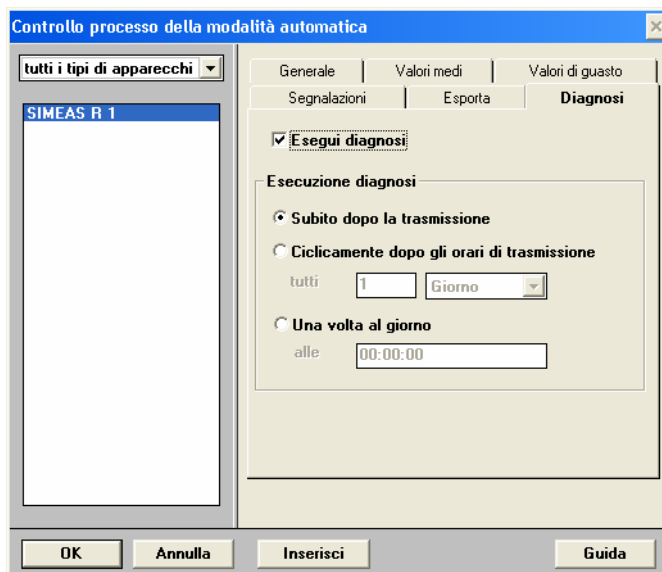 Controllo processo della modalità automatica
tutti i tipi di apparecchi
SIMEAS R 1
Generale
Valori medi
Valori di guasto
Segnalazioni
Esporta
Diagnosi
Esegui diagnosi
Esecuzione diagnosi
Subito dopo la trasmissione
Ciclicamente dopo gli orari di trasmissione
tutti
1
Giorno
Una volta al giorno
alle
00:00:00
OK
Annulla
Inserisci
Guida